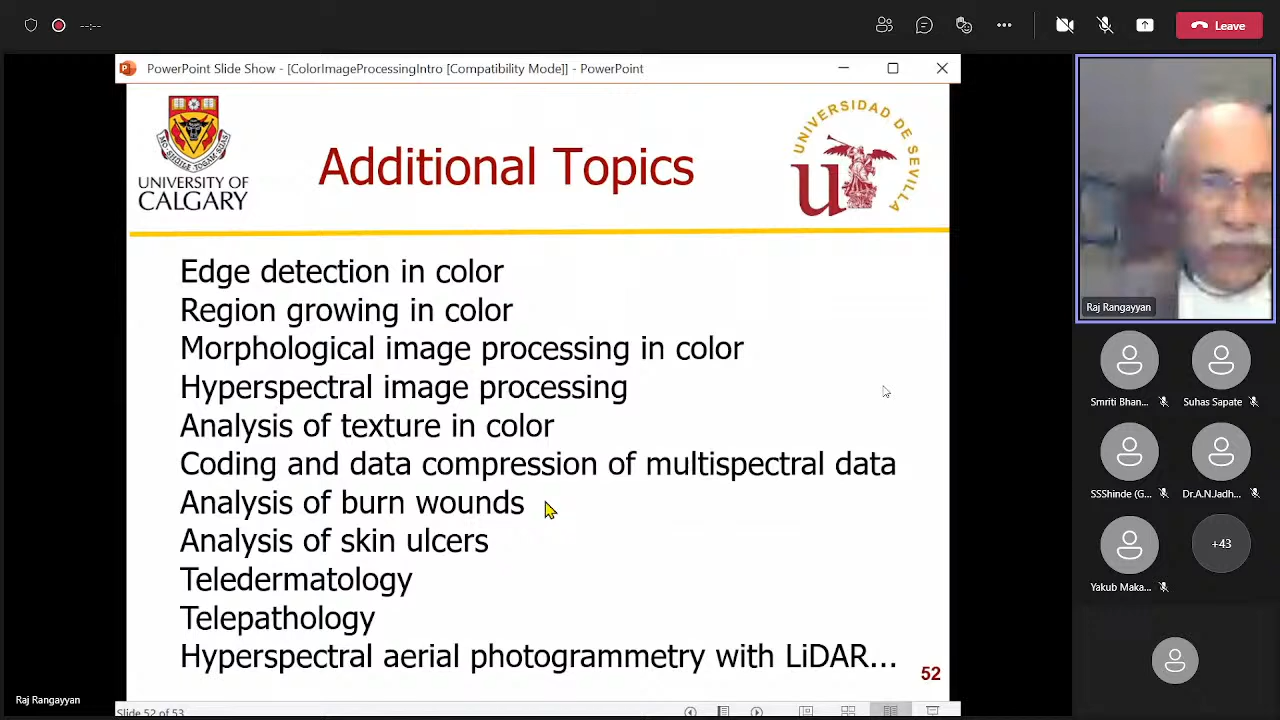 --:--
Leave
PowerPoint Slide Show - [ColorImageProcessingIntro [Compatibility Mode]] - PowerPoint
UNIVERSITY OF
CALGARY
Additional Topics
UNIVERSIDAD DE SEVILLA
Edge detection in color
Region growing in color
Morphological image processing in color
Hyperspectral image processing
Analysis of texture in color
Coding and data compression of multispectral data
Analysis of burn wounds
Analysis of skin ulcers
Teledermatology
Telepathology
Hyperspectral aerial photogrammetry with LiDAR...
52
Slide 52 of 53
Raj Rangayyan
Raj Rangayyan
Smriti Bhan...
Suhas Sapate
SSShinde (G...
Dr.A.N.Jadh...
Yakub Maka...
+43